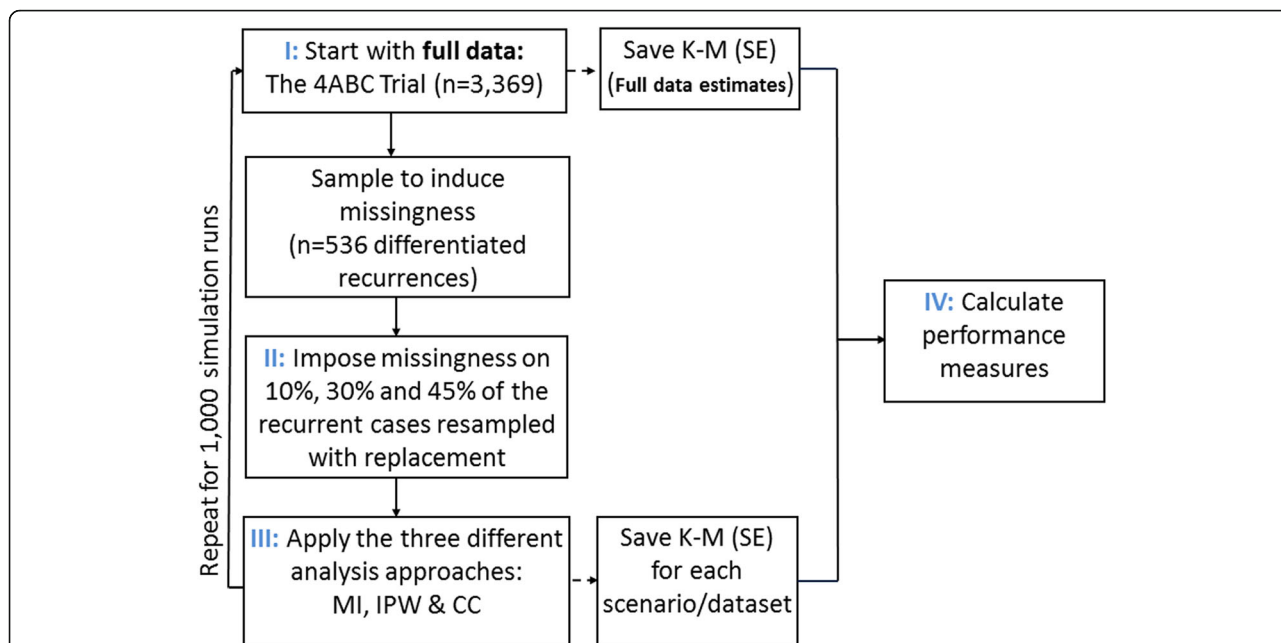 I: Start with full data:
The 4ABC Trial (n=3,369)
Save K-M (SE)
(Full data estimates)
Sample to induce
missingness
(n=536 differentiated
recurrences)
II: Impose missingness on
10%, 30% and 45% of the
recurrent cases resampled
with replacement
III: Apply the three different
analysis approaches:
MI, IPW & CC
Save K-M (SE)
for each
scenario/dataset
IV: Calculate
performance
measures
Repeat for 1,000 simulation runs